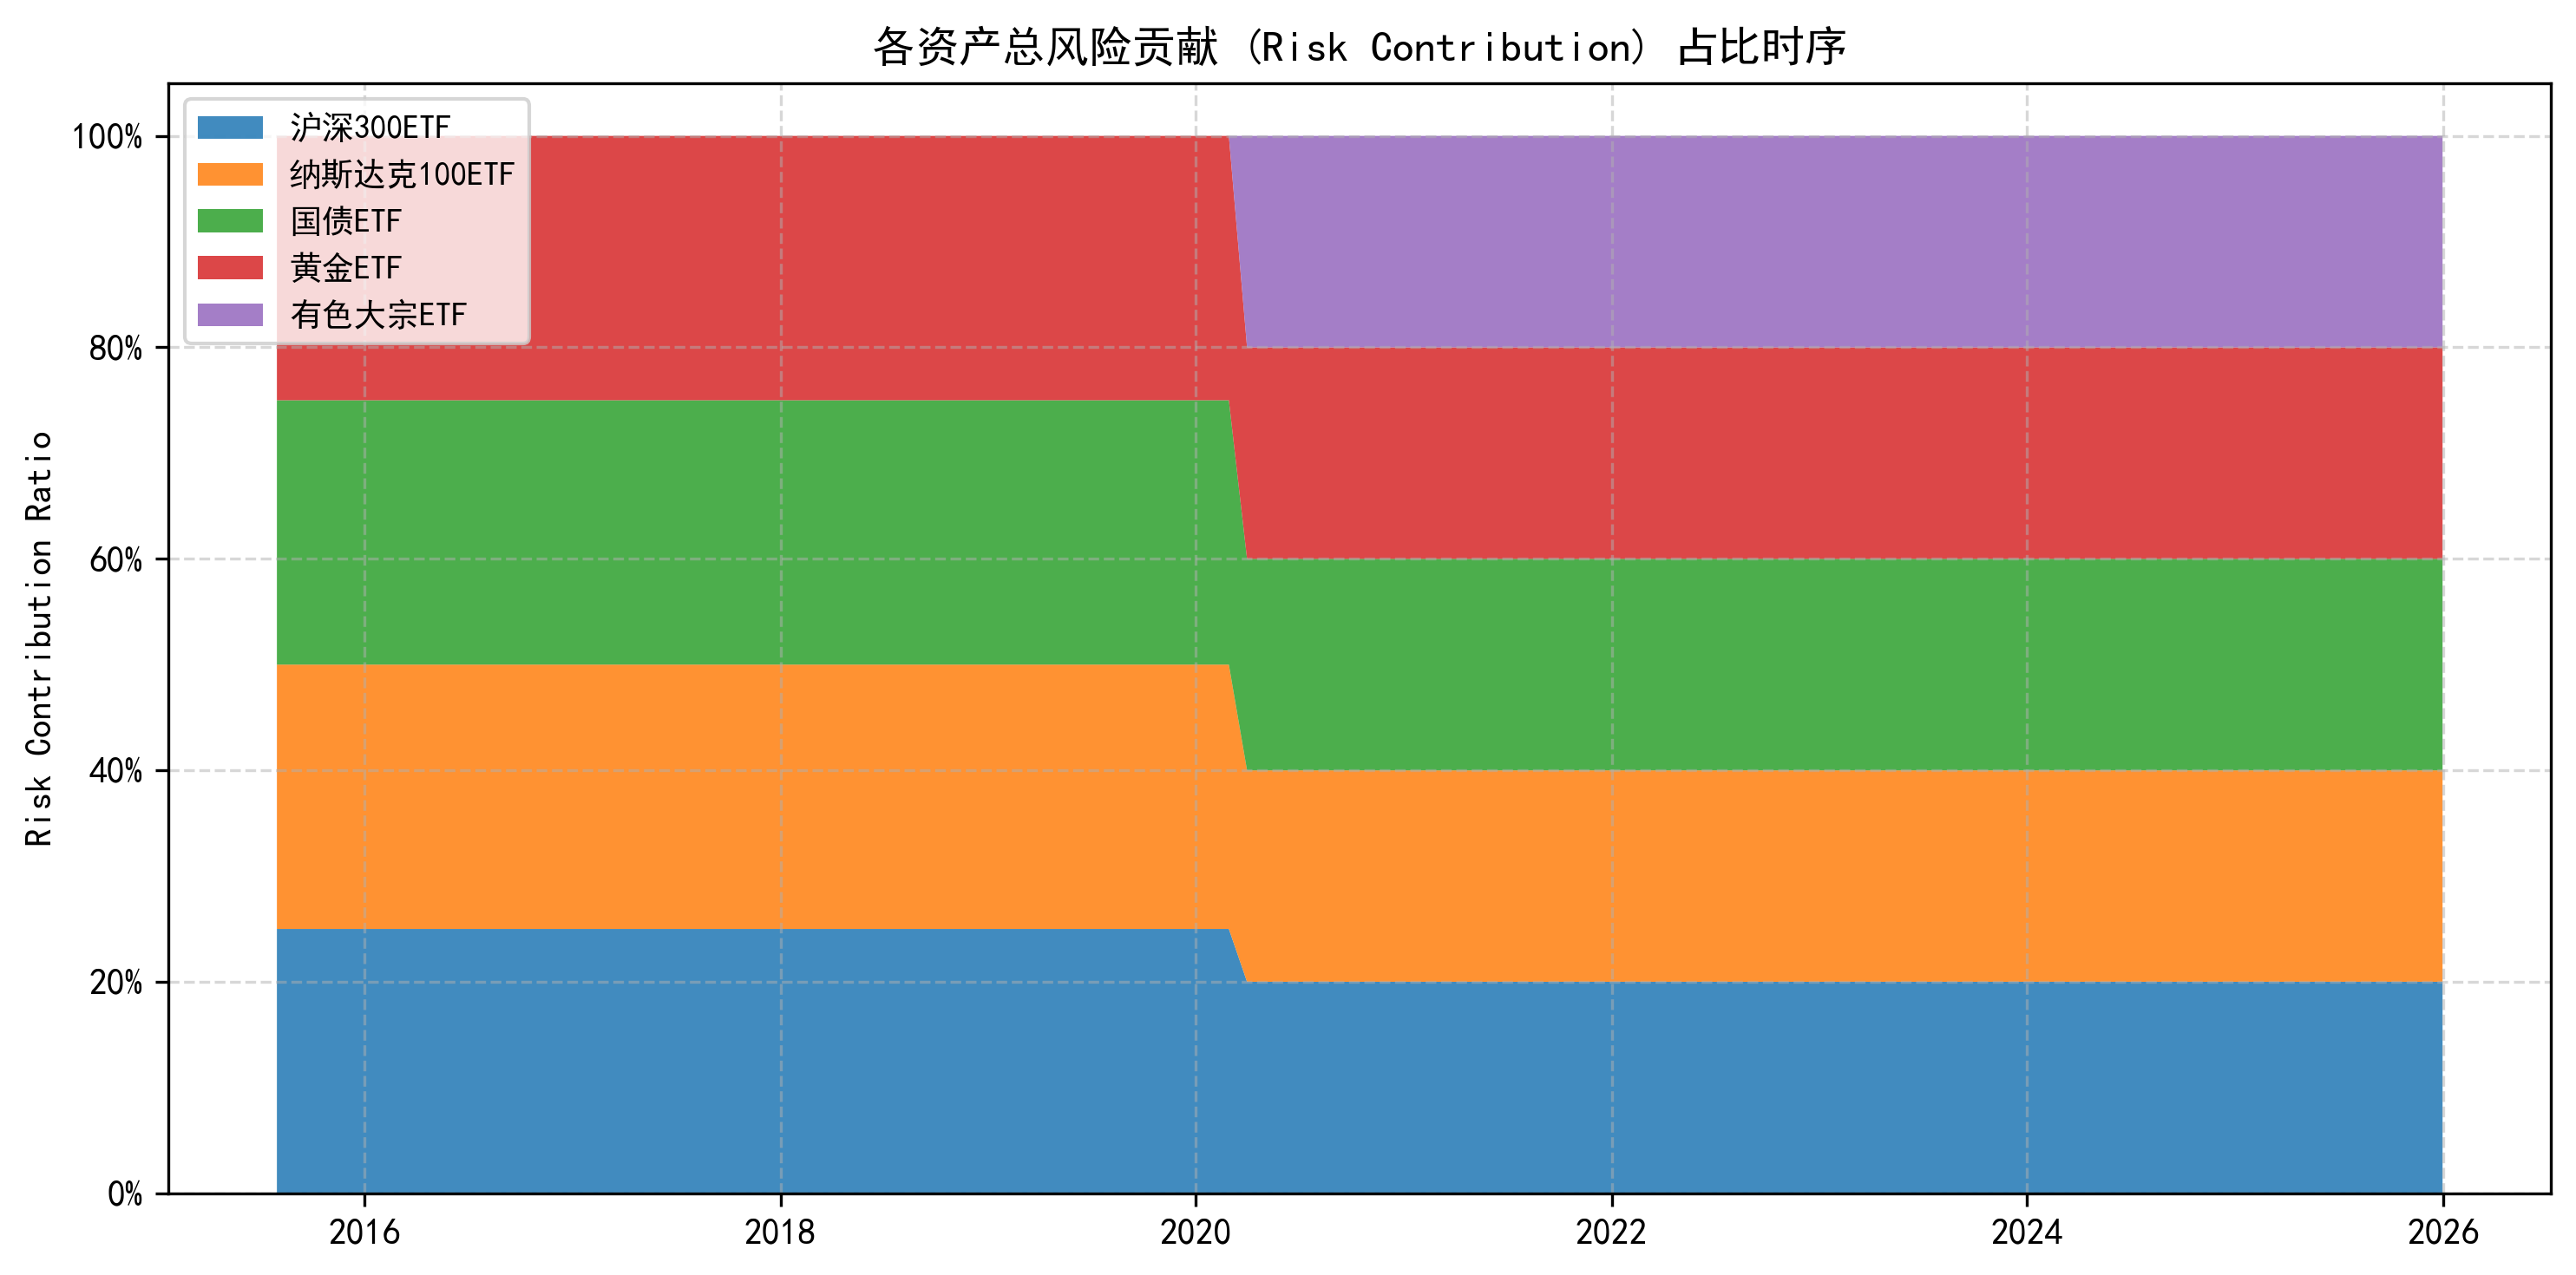 各资产总风险贡献 (Risk Contribution) 占比时序
沪深300ETF
纳斯达克100ETF
国债ETF
黄金ETF
有色大宗ETF
Risk Contribution Ratio
100%
80%
60%
40%
20%
0%
2016 2018 2020 2022 2024 2026